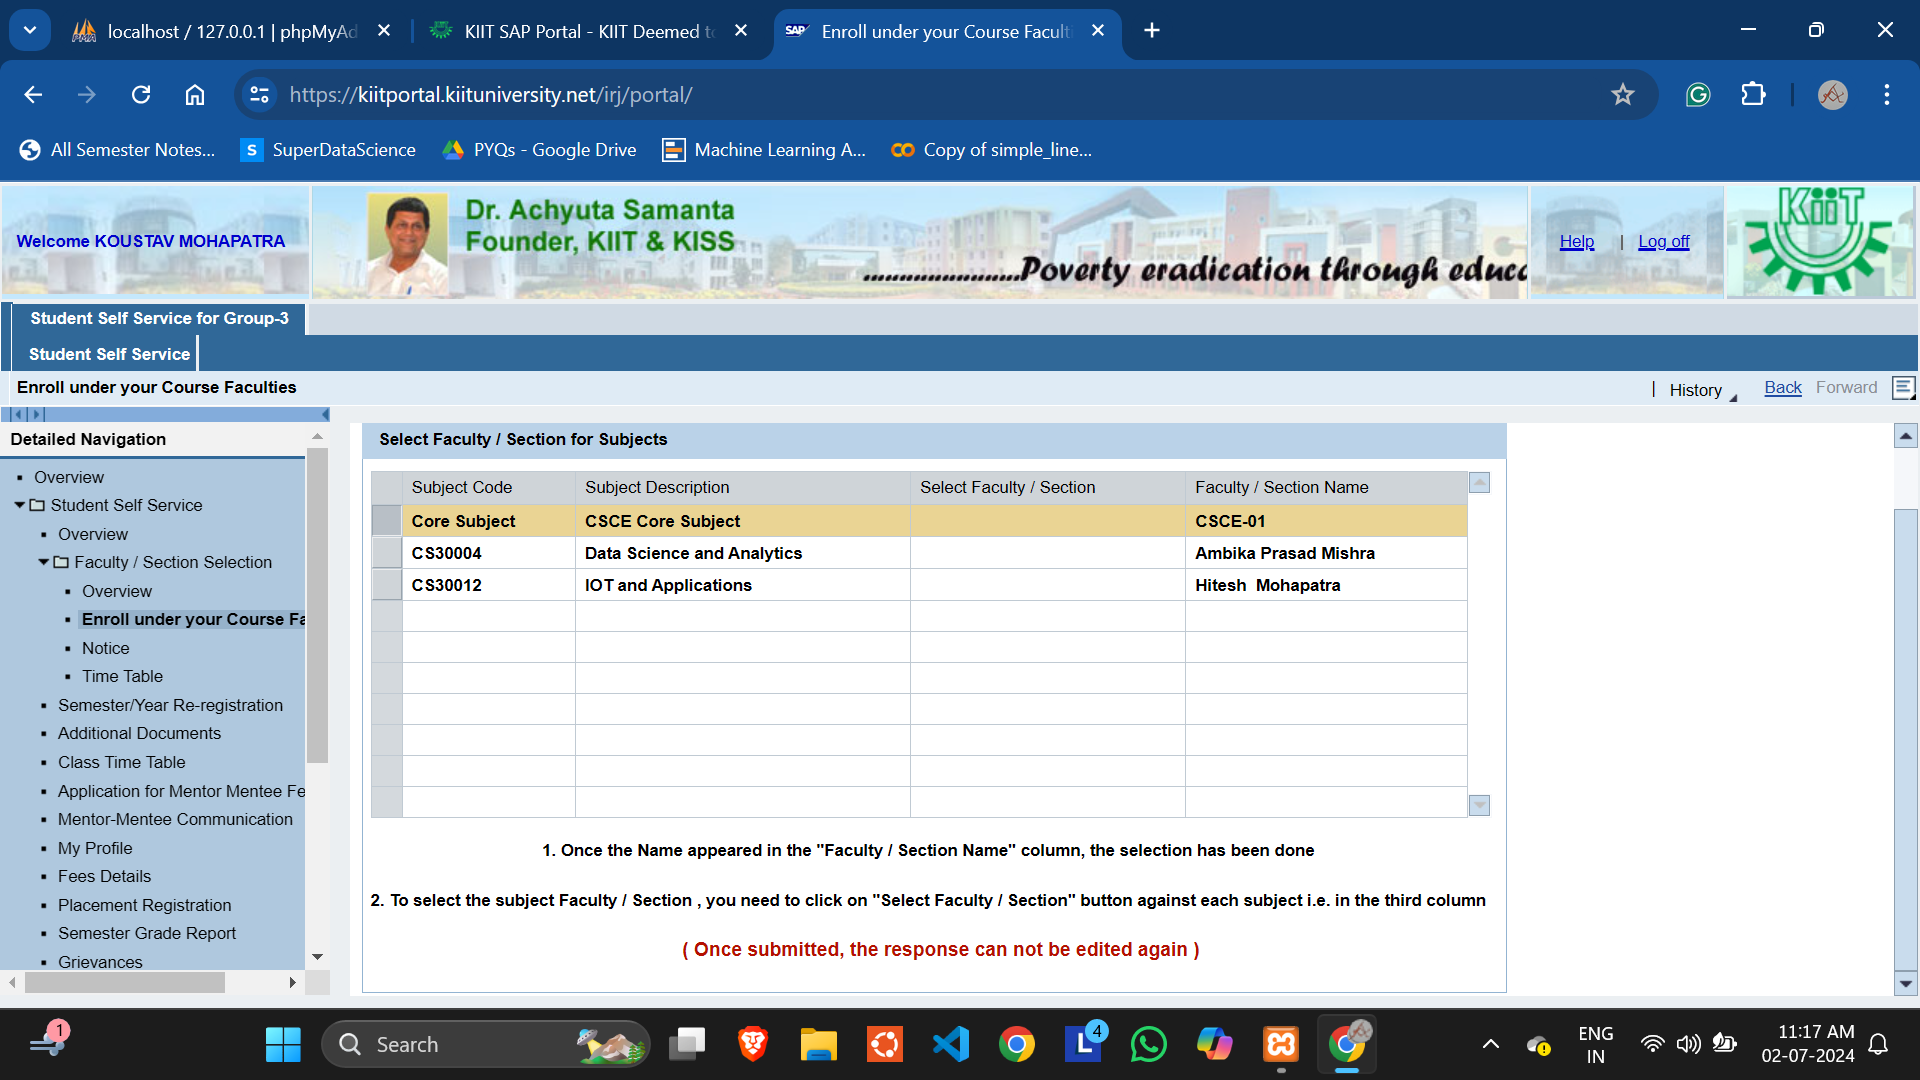 localhost / 127.0.0.1 | phpMyAd
KIIT SAP Portal - KIIT Deemed to
SAP
Enroll under your Course Facult
https://kiitportal.kiituniversity.net/irj/portal/
All Semester Notes...
S SuperDataScience
PYQs - Google Drive
Machine Learning A...
Copy of simple_line...
Welcome KOUSTAV MOHAPATRA
Dr. Achyuta Samanta
Founder, KIIT & KISS
.....................Poverty eradication through educa
Help | Log off
KiiT
Student Self Service for Group-3
Student Self Service
Enroll under your Course Faculties
| History Back Forward
Detailed Navigation
Overview
Student Self Service
Overview
Faculty / Section Selection
Overview
Enroll under your Course Fa
Notice
Time Table
Semester/Year Re-registration
Additional Documents
Class Time Table
Application for Mentor Mentee Fe
Mentor-Mentee Communication
My Profile
Fees Details
Placement Registration
Semester Grade Report
Grievances
Select Faculty / Section for Subjects
Subject Code Subject Description Select Faculty / Section Faculty / Section Name
Core Subject CSCE Core Subject CSCE-01
CS30004 Data Science and Analytics Ambika Prasad Mishra
CS30012 IOT and Applications Hitesh Mohapatra
1. Once the Name appeared in the "Faculty / Section Name" column, the selection has been done
2. To select the subject Faculty / Section , you need to click on "Select Faculty / Section" button against each subject i.e. in the third column
( Once submitted, the response can not be edited again )
1
Search
L 4
ENG
IN
11:17 AM
02-07-2024